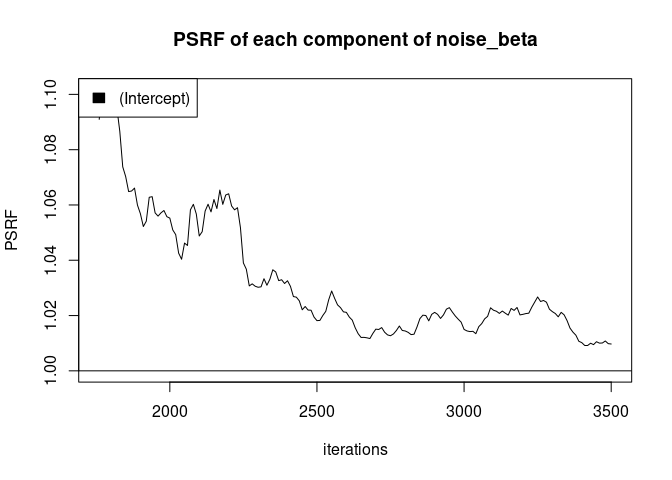 PSRF of each component of noise_beta
(Intercept)
PSRF
1.10
1.08
1.06
1.04
1.02
1.00
2000 2500 3000 3500
iterations